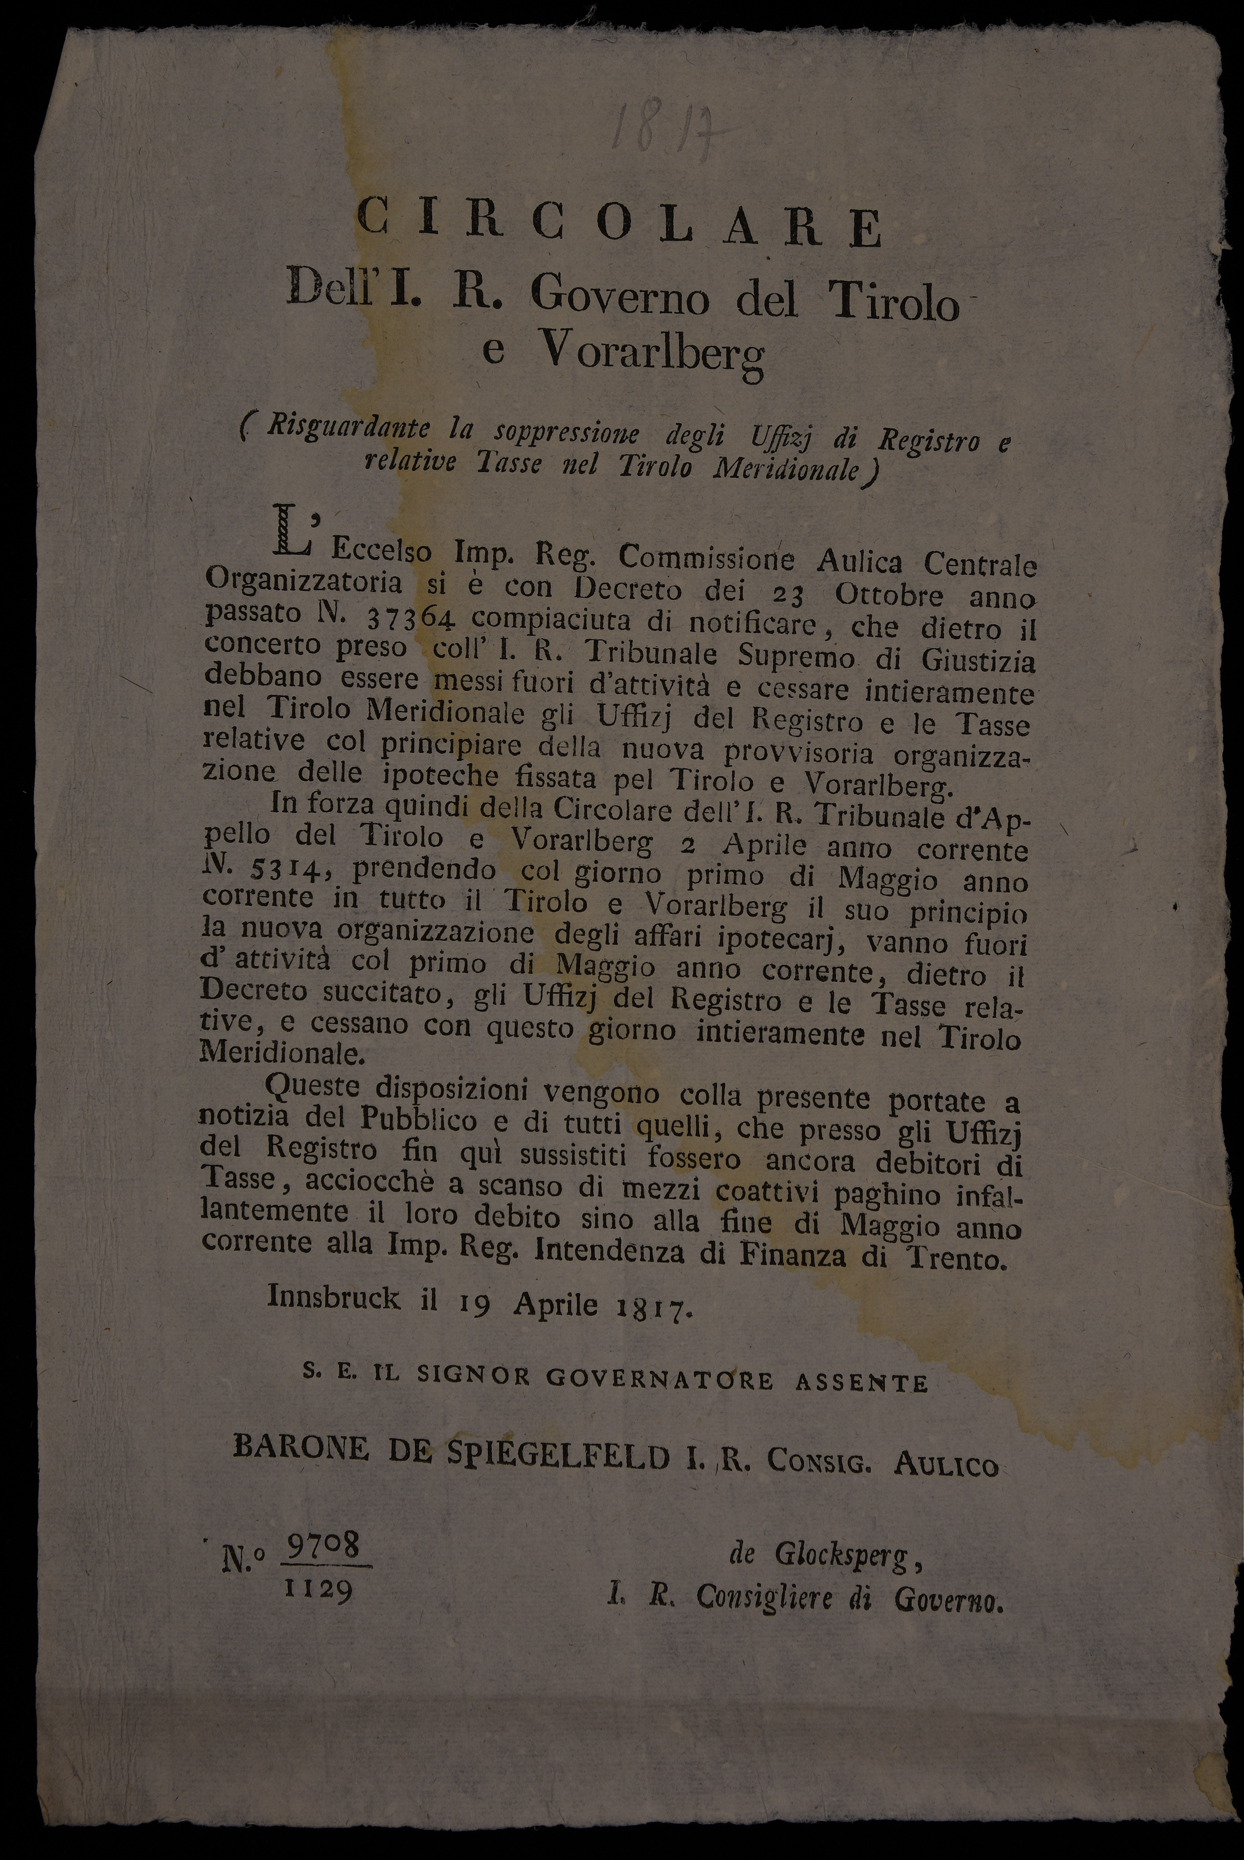 1817
CIRCOLARE
Dell' I. R. Governo del Tirolo
e Vorarlberg
( Risguardante la soppressione degli Uffizj di Registro e
relative Tasse nel Tirolo Meridionale )
L' Eccelso Imp. Reg. Commissione Aulica Centrale
Organizzatoria si è con Decreto dei 23 Ottobre anno
passato N. 37364 compiaciuta di notificare, che dietro il
concerto preso coll' I. R. Tribunale Supremo di Giustizia
debbano essere messi fuori d'attività e cessare intieramente
nel Tirolo Meridionale gli Uffizj del Registro e le Tasse
relative col principiare della nuova provvisoria organizza-
zione delle ipoteche fissata pel Tirolo e Vorarlberg.
In forza quindi della Circolare dell' I. R. Tribunale d'Ap-
pello del Tirolo e Vorarlberg 2 Aprile anno corrente
N. 5314, prendendo col giorno primo di Maggio anno
corrente in tutto il Tirolo e Vorarlberg il suo principio
la nuova organizzazione degli affari ipotecarj, vanno fuori
d' attività col primo di Maggio anno corrente, dietro il
Decreto succitato, gli Uffizj del Registro e le Tasse rela-
tive, e cessano con questo giorno intieramente nel Tirolo
Meridionale.
Queste disposizioni vengono colla presente portate a
notizia del Pubblico e di tutti quelli, che presso gli Uffizj
del Registro fin quì sussistiti fossero ancora debitori di
Tasse, acciocchè a scanso di mezzi coattivi paghino infal-
lantemente il loro debito sino alla fine di Maggio anno
corrente alla Imp. Reg. Intendenza di Finanza di Trento.
Innsbruck il 19 Aprile 1817.
S. E. IL SIGNOR GOVERNATORE ASSENTE
BARONE DE SPIEGELFELD I. R. CONSIG. AULICO
N.º 9708
1129
de Glocksperg,
I. R. Consigliere di Governo.